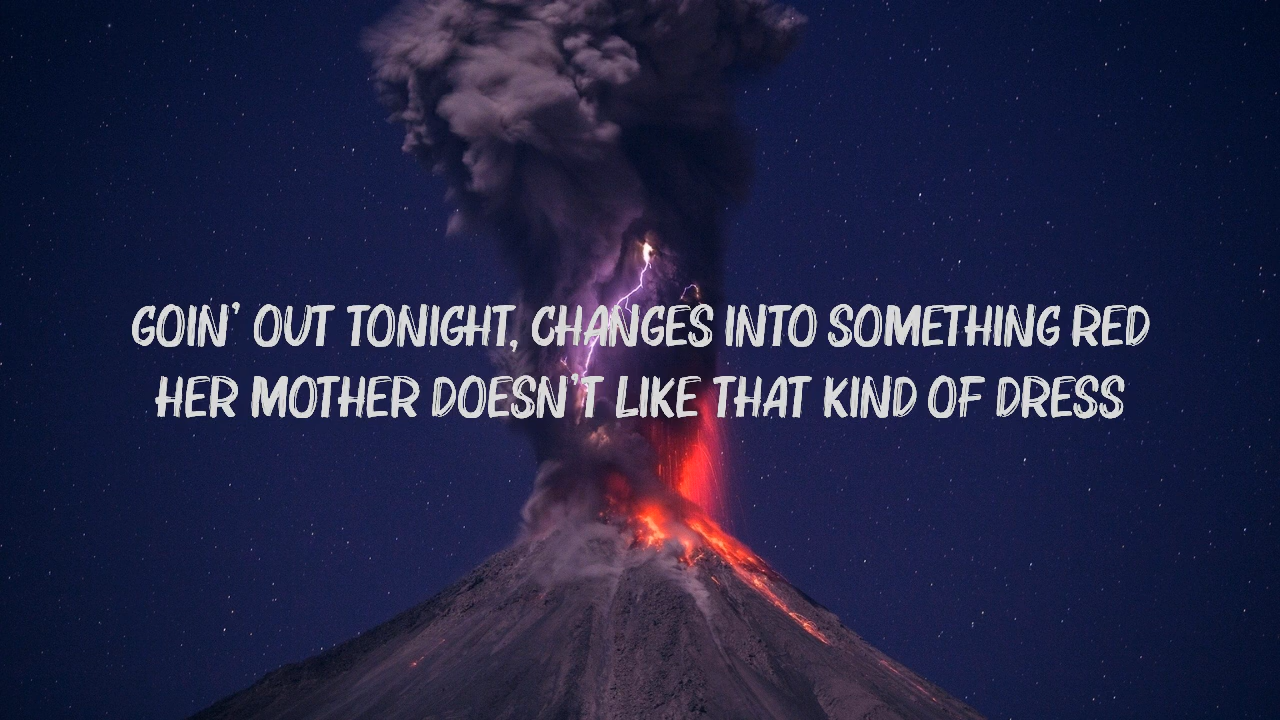 GOIN' OUT TONIGHT, CHANGES INTO SOMETHING RED
HER MOTHER DOESN'T LIKE THAT KIND OF DRESS